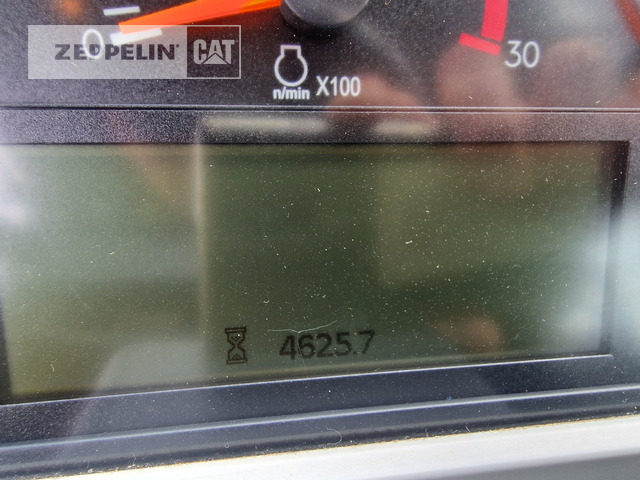 ZEPPELIN CAT
0
30
n/min X100
4625.7